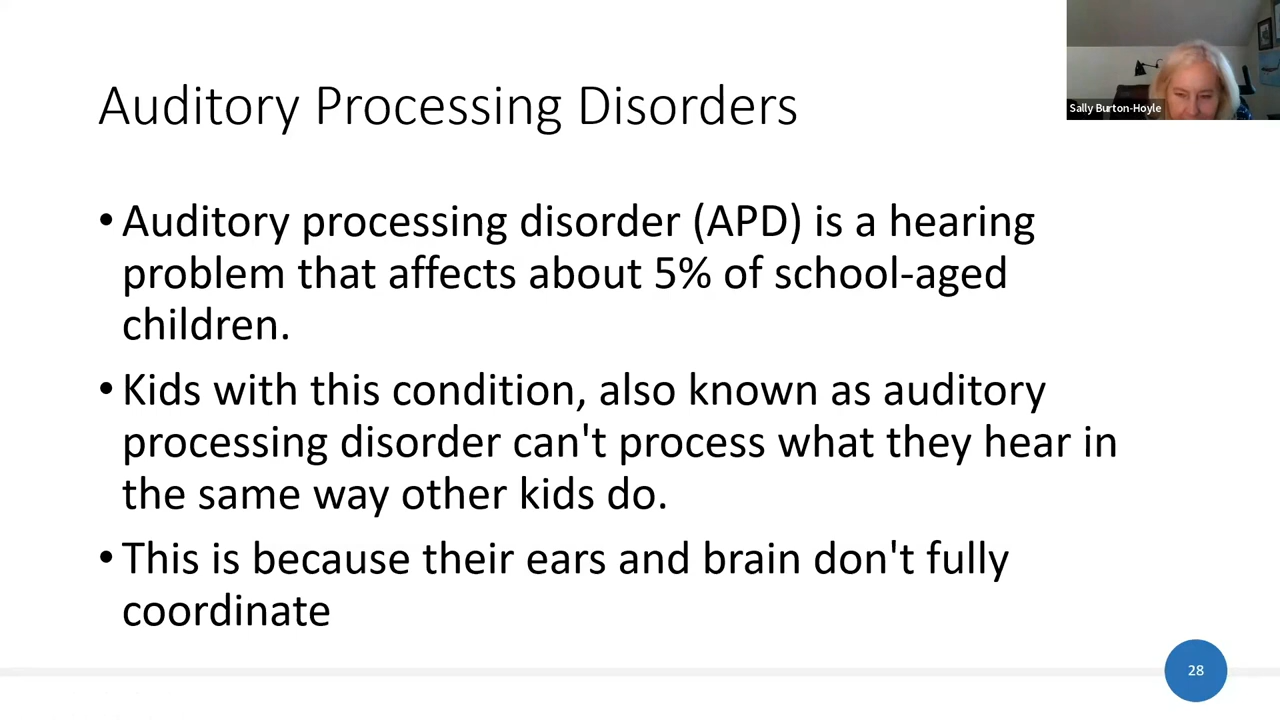 Sally Burton-Hoyle
Auditory Processing Disorders
• Auditory processing disorder (APD) is a hearing
problem that affects about 5% of school-aged
children.
• Kids with this condition, also known as auditory
processing disorder can't process what they hear in
the same way other kids do.
• This is because their ears and brain don't fully
coordinate
28